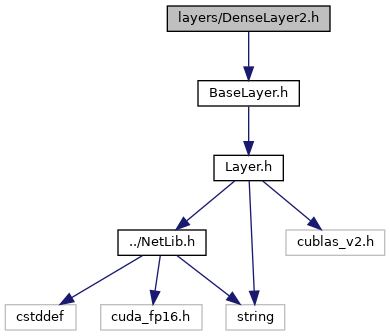 layers/DenseLayer2.h
BaseLayer.h
Layer.h
../NetLib.h
cublas_v2.h
cstddef
cuda_fp16.h
string